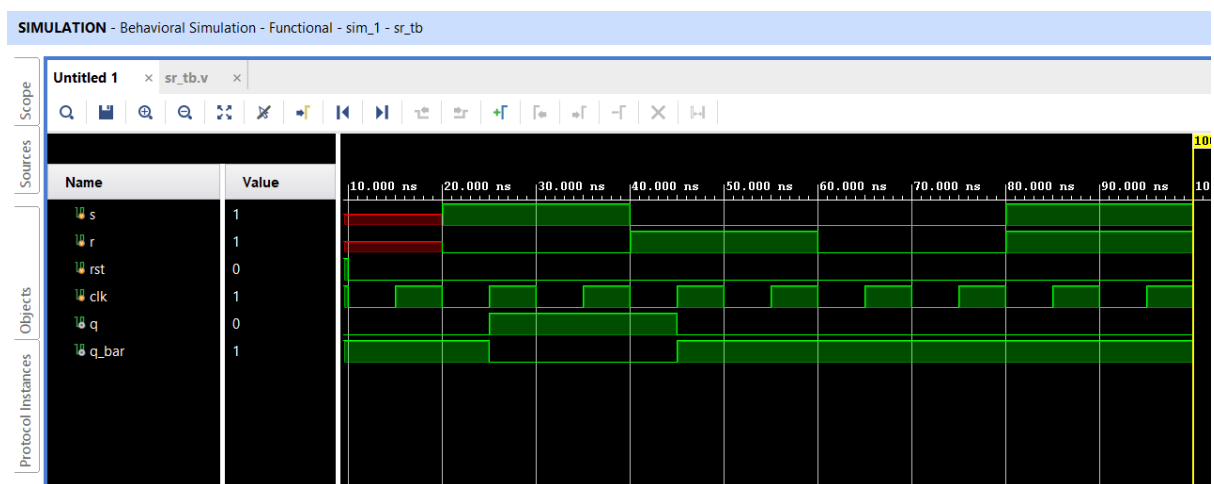 SIMULATION - Behavioral Simulation - Functional - sim_1 - sr_tb
Scope
Sources
Objects
Protocol Instances
Untitled 1 × sr_tb.v ×
100
Name Value
10.000 ns 20.000 ns 30.000 ns 40.000 ns 50.000 ns 60.000 ns 70.000 ns 80.000 ns 90.000 ns 10
s 1
r 1
rst 0
clk 1
q 0
q_bar 1